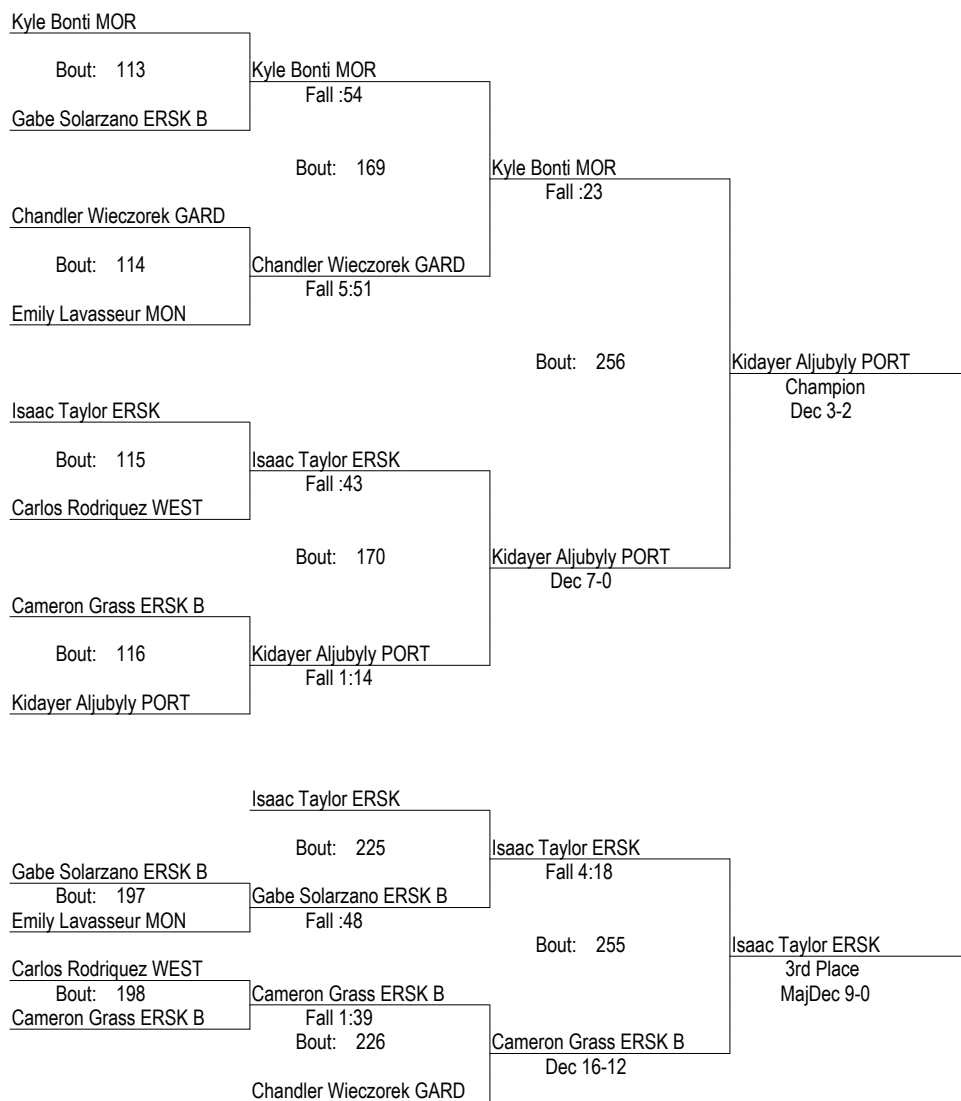 Kyle Bonti MOR
Bout: 113
Kyle Bonti MOR
Fall :54
Gabe Solarzano ERSK B
Bout: 169
Kyle Bonti MOR
Fall :23
Chandler Wieczorek GARD
Bout: 114
Chandler Wieczorek GARD
Fall 5:51
Emily Lavasseur MON
Bout: 256
Kidayer Aljubyly PORT
Champion
Dec 3-2
Isaac Taylor ERSK
Bout: 115
Isaac Taylor ERSK
Fall :43
Carlos Rodriquez WEST
Bout: 170
Kidayer Aljubyly PORT
Dec 7-0
Cameron Grass ERSK B
Bout: 116
Kidayer Aljubyly PORT
Fall 1:14
Kidayer Aljubyly PORT
Isaac Taylor ERSK
Bout: 225
Isaac Taylor ERSK
Fall 4:18
Gabe Solarzano ERSK B
Bout: 197
Gabe Solarzano ERSK B
Fall :48
Emily Lavasseur MON
Bout: 255
Isaac Taylor ERSK
3rd Place
MajDec 9-0
Carlos Rodriquez WEST
Bout: 198
Cameron Grass ERSK B
Fall 1:39
Cameron Grass ERSK B
Bout: 226
Cameron Grass ERSK B
Dec 16-12
Chandler Wieczorek GARD